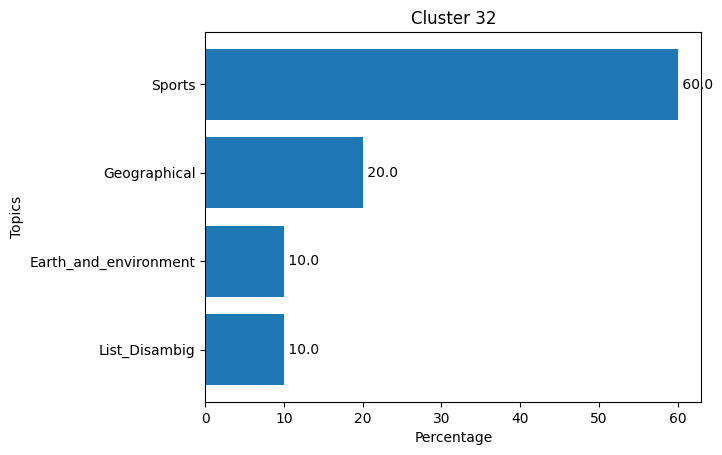 Cluster 32
Topics
Sports
60.0
Geographical
20.0
Earth_and_environment
10.0
List_Disambig
10.0
0 10 20 30 40 50 60
Percentage